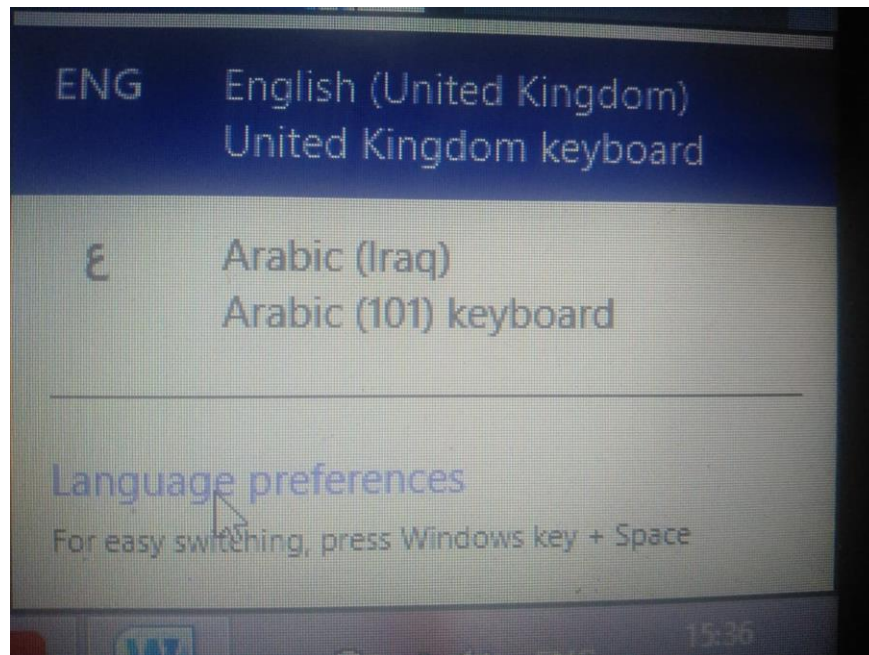 ENG English (United Kingdom)
United Kingdom keyboard
ع Arabic (Iraq)
Arabic (101) keyboard
Language preferences
For easy switching, press Windows key + Space
15:36